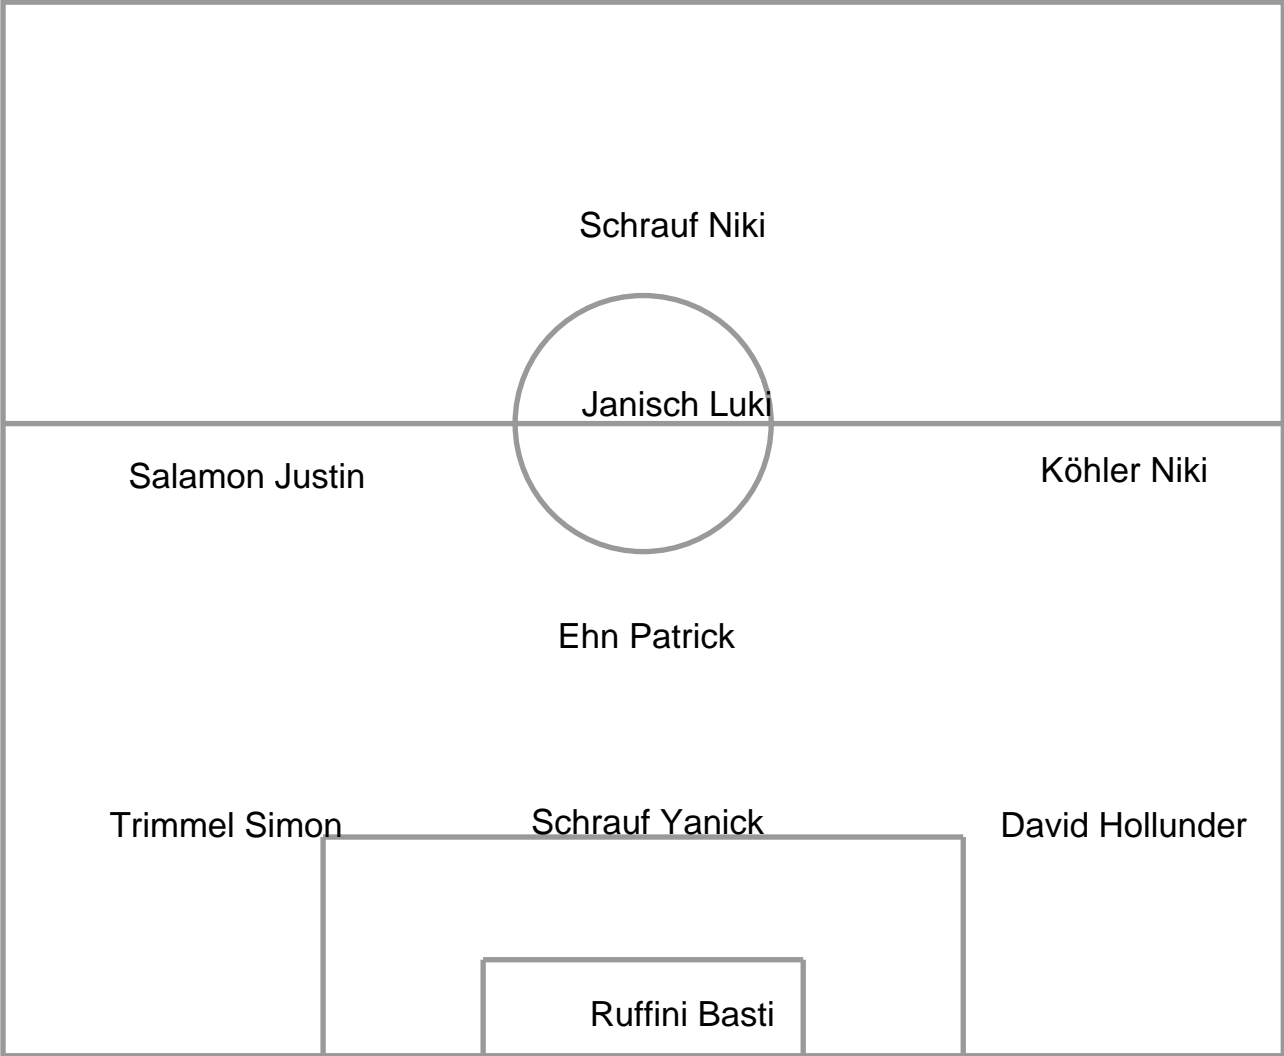 Schrauf Niki
Janisch Luki
Salamon Justin
Köhler Niki
Ehn Patrick
Trimmel Simon
Schrauf Yanick
David Hollunder
Ruffini Basti